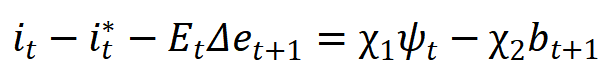 i_t − i_t^* − E_tΔe_{t+1} = χ_1ψ_t − χ_2b_{t+1}